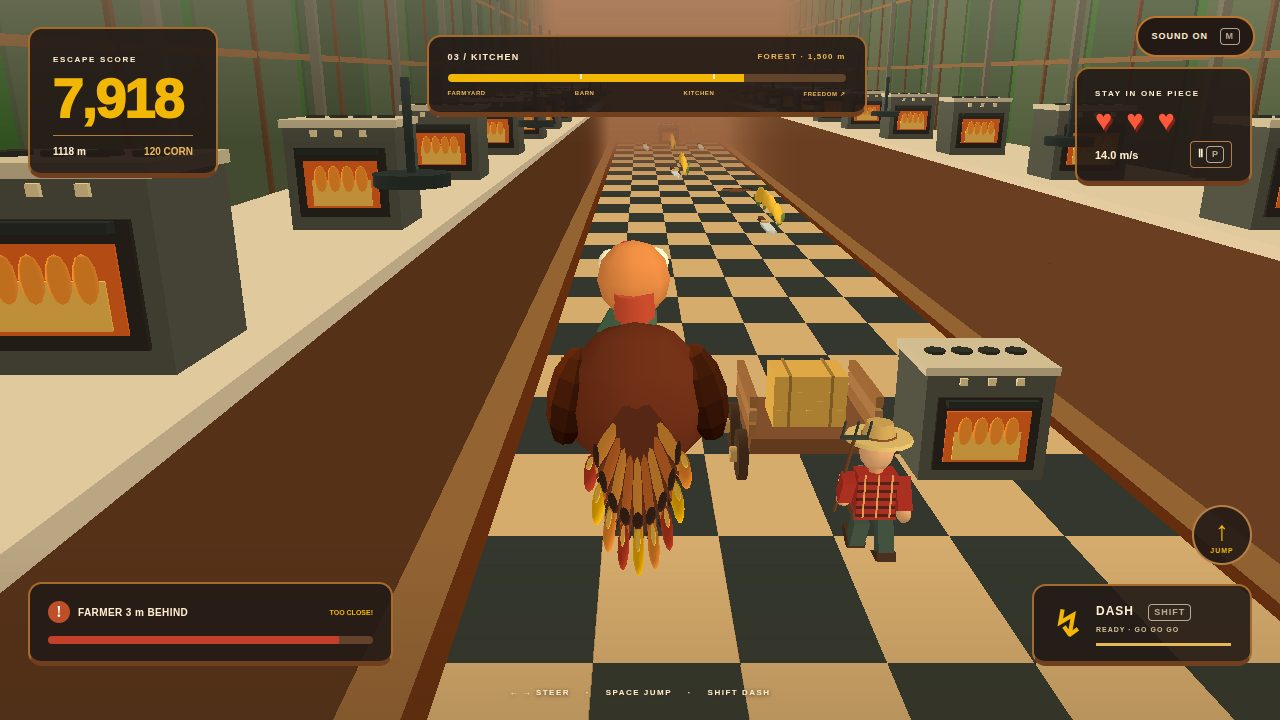 ESCAPE SCORE
7,918
1118 m 120 CORN
03 / KITCHEN FOREST · 1,500 m
FARMYARD BARN KITCHEN FREEDOM ↗
SOUND ON M
STAY IN ONE PIECE
14.0 m/s II P
↑
JUMP
! FARMER 3 m BEHIND TOO CLOSE!
DASH SHIFT
READY · GO GO GO
← → STEER · SPACE JUMP · SHIFT DASH